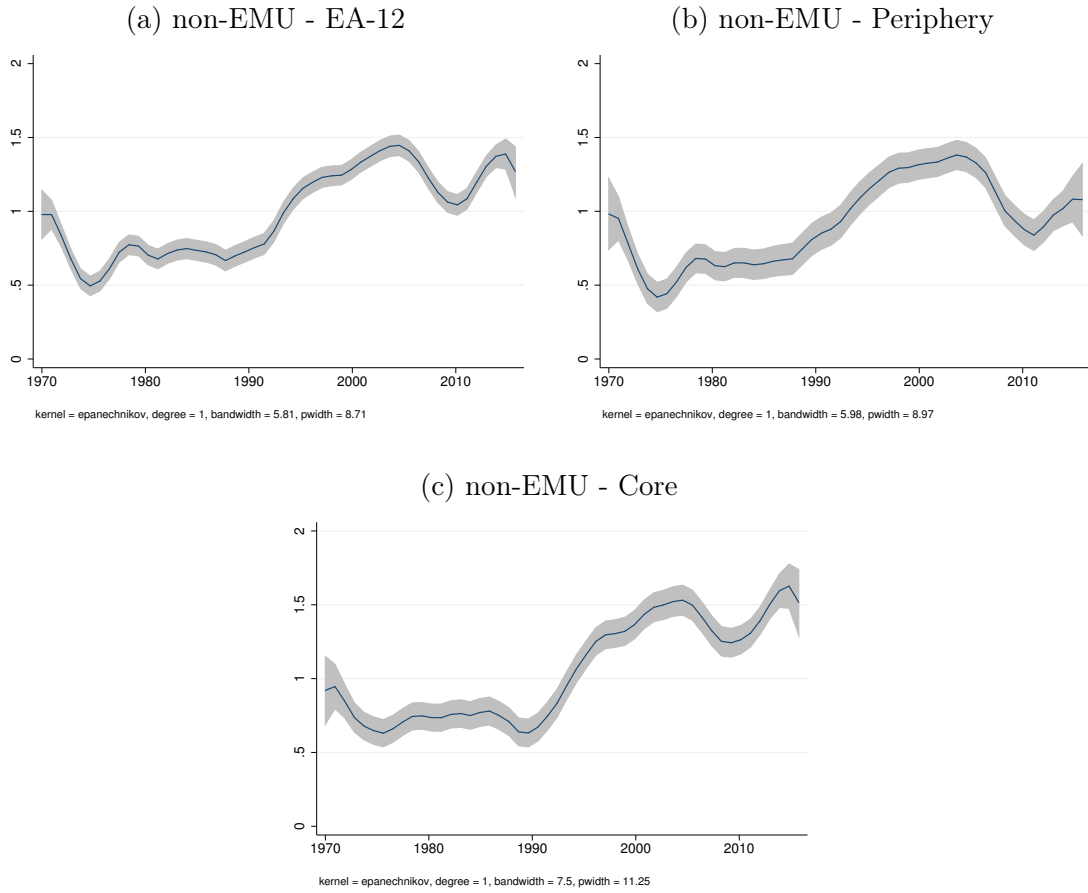 (a) non-EMU - EA-12
2
1.5
1
.5
0
1970 1980 1990 2000 2010
kernel = epanechnikov, degree = 1, bandwidth = 5.81, pwidth = 8.71
(b) non-EMU - Periphery
2
1.5
1
.5
0
1970 1980 1990 2000 2010
kernel = epanechnikov, degree = 1, bandwidth = 5.98, pwidth = 8.97
(c) non-EMU - Core
2
1.5
1
.5
0
1970 1980 1990 2000 2010
kernel = epanechnikov, degree = 1, bandwidth = 7.5, pwidth = 11.25